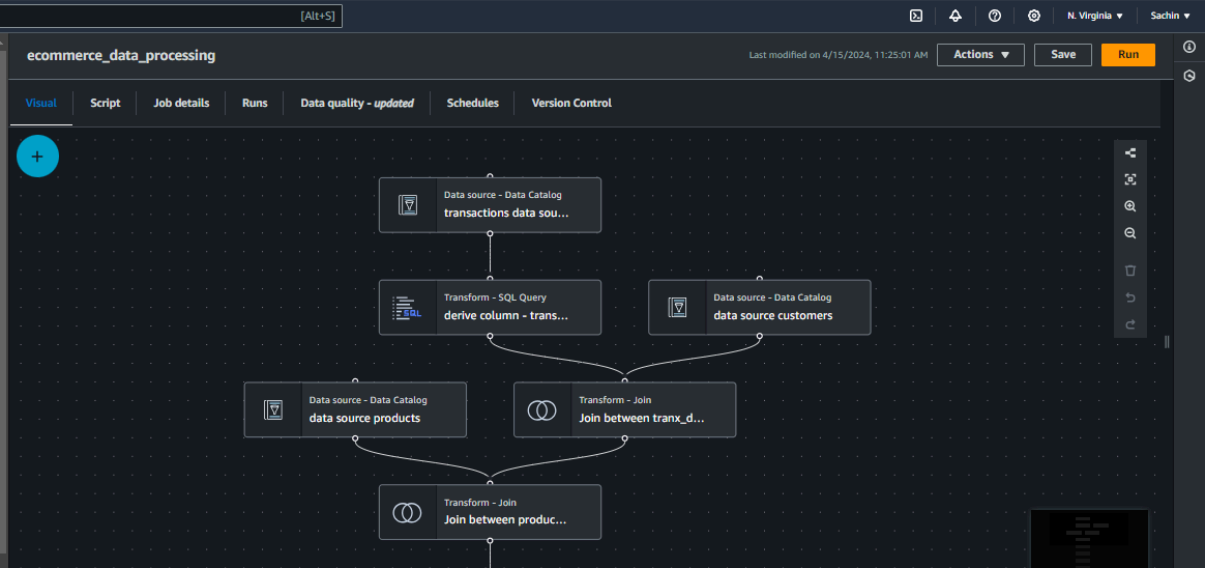 [Alt+S]
N. Virginia ▼
Sachin ▼
ecommerce_data_processing
Last modified on 4/15/2024, 11:25:01 AM
Actions ▼
Save
Run
Visual
Script
Job details
Runs
Data quality - updated
Schedules
Version Control
Data source - Data Catalog
transactions data sou...
Transform - SQL Query
SQL
derive column - trans...
Data source - Data Catalog
data source customers
Data source - Data Catalog
data source products
Transform - Join
Join between tranx_d...
Transform - Join
Join between produc...